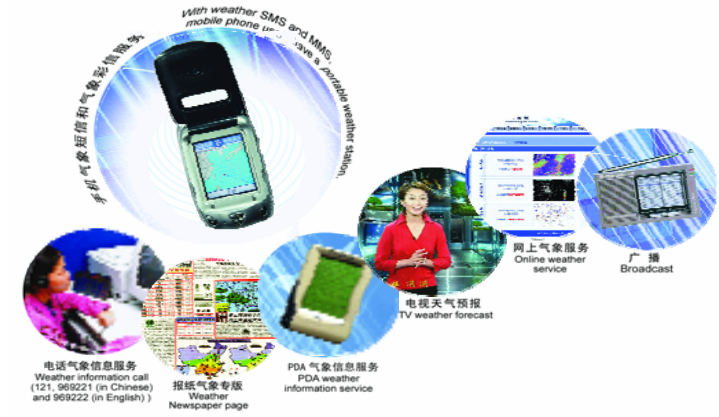 手机气象短信和气象彩信服务
With weather SMS and MMS,
mobile phone
a portable weather station.
电话气象信息服务
Weather information call
(121, 969221 (in Chinese)
and 969222 (in English) )
报纸气象专版
Weather
Newspaper page
PDA 气象信息服务
PDA weather
information service
电视天气预报
TV weather forecast
网上气象服务
Online weather
service
广 播
Broadcast